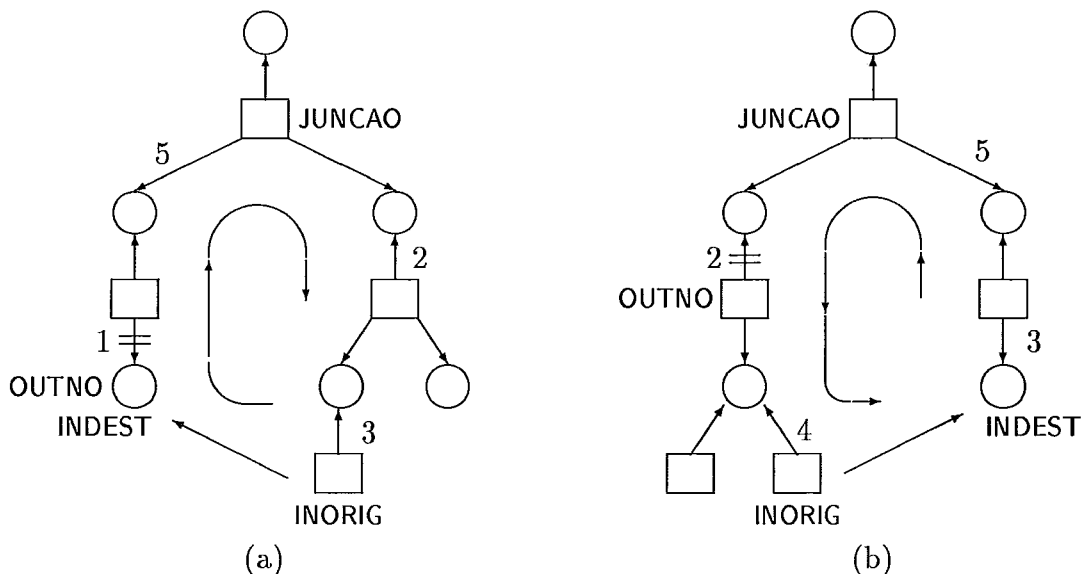 JUNCAO
5
2
1
OUTNO
INDEST
3
INORIG
(a)
JUNCAO
5
2
OUTNO
3
INDEST
4
INORIG
(b)